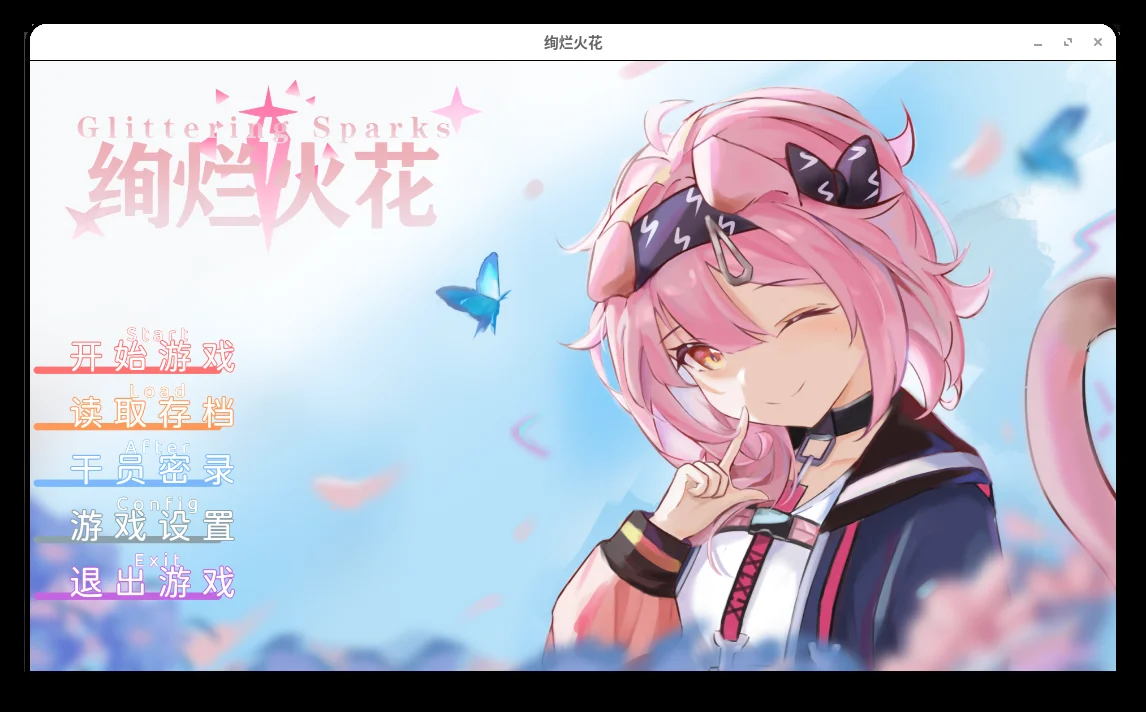 绚烂火花
Glittering Sparks
绚烂火花
Start
开始游戏
Load
读取存档
After
干员密录
Config
游戏设置
Exit
退出游戏